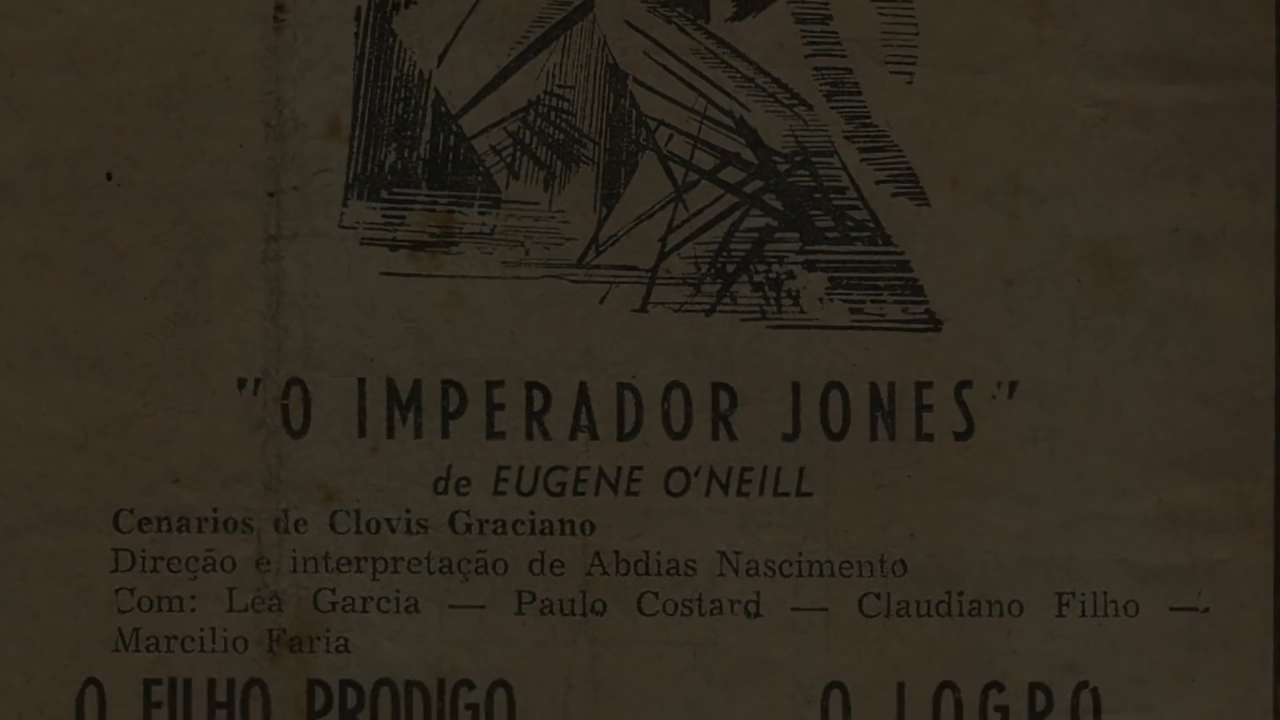 "O IMPERADOR JONES"
de EUGENE O'NEILL
Cenarios de Clovis Graciano
Direção e interpretação de Abdias Nascimento
Com: Léa Garcia — Paulo Costard — Claudiano Filho —
Marcilio Faria
O FILHO PRODIGO O LOGRO